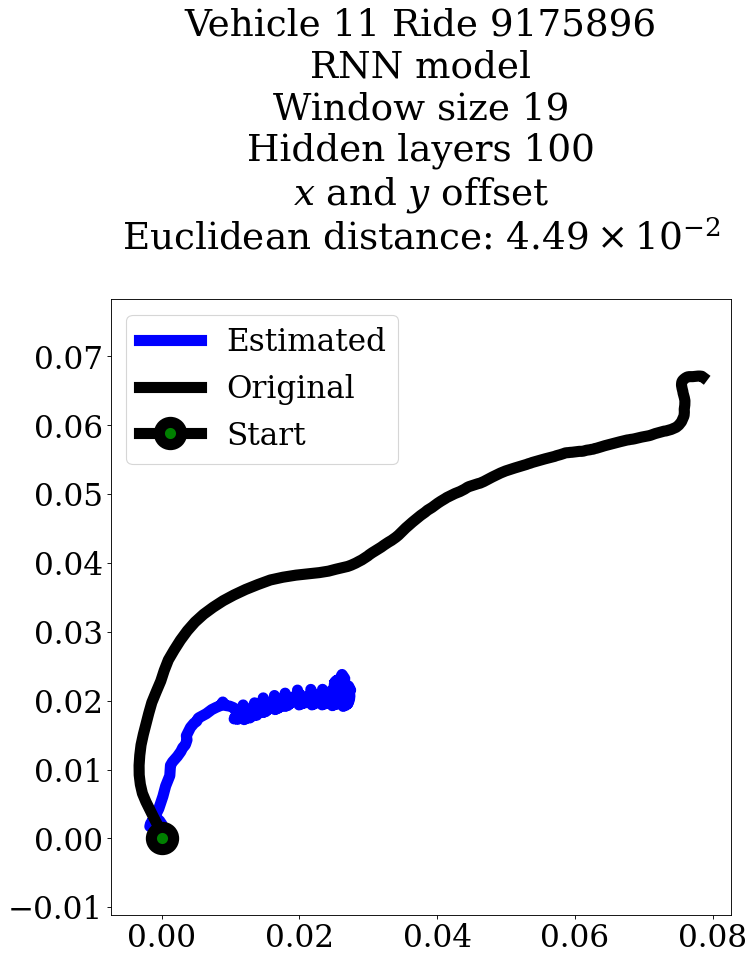 Vehicle 11 Ride 9175896
RNN model
Window size 19
Hidden layers 100
x and y offset
Euclidean distance: 4.49 × 10⁻²
Estimated
Original
Start
0.07
0.06
0.05
0.04
0.03
0.02
0.01
0.00
−0.01
0.00 0.02 0.04 0.06 0.08